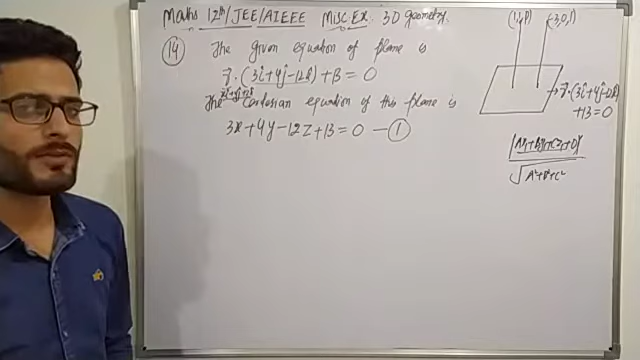 Maths 12th/JEE/AIEEE Misc Ex. 3D geometry.
(1,1,P) (-3,0,1)
14 The given equation of plane is
r⃗·(3î+4ĵ-12k̂)+13=0
The Cartesian equation of this plane is
3x+4y-12z+13=0 —①
→ r⃗·(3î+4ĵ-12k̂)
+13=0
|Ax₁+By₁+Cz₁+D|
√A²+B²+C²